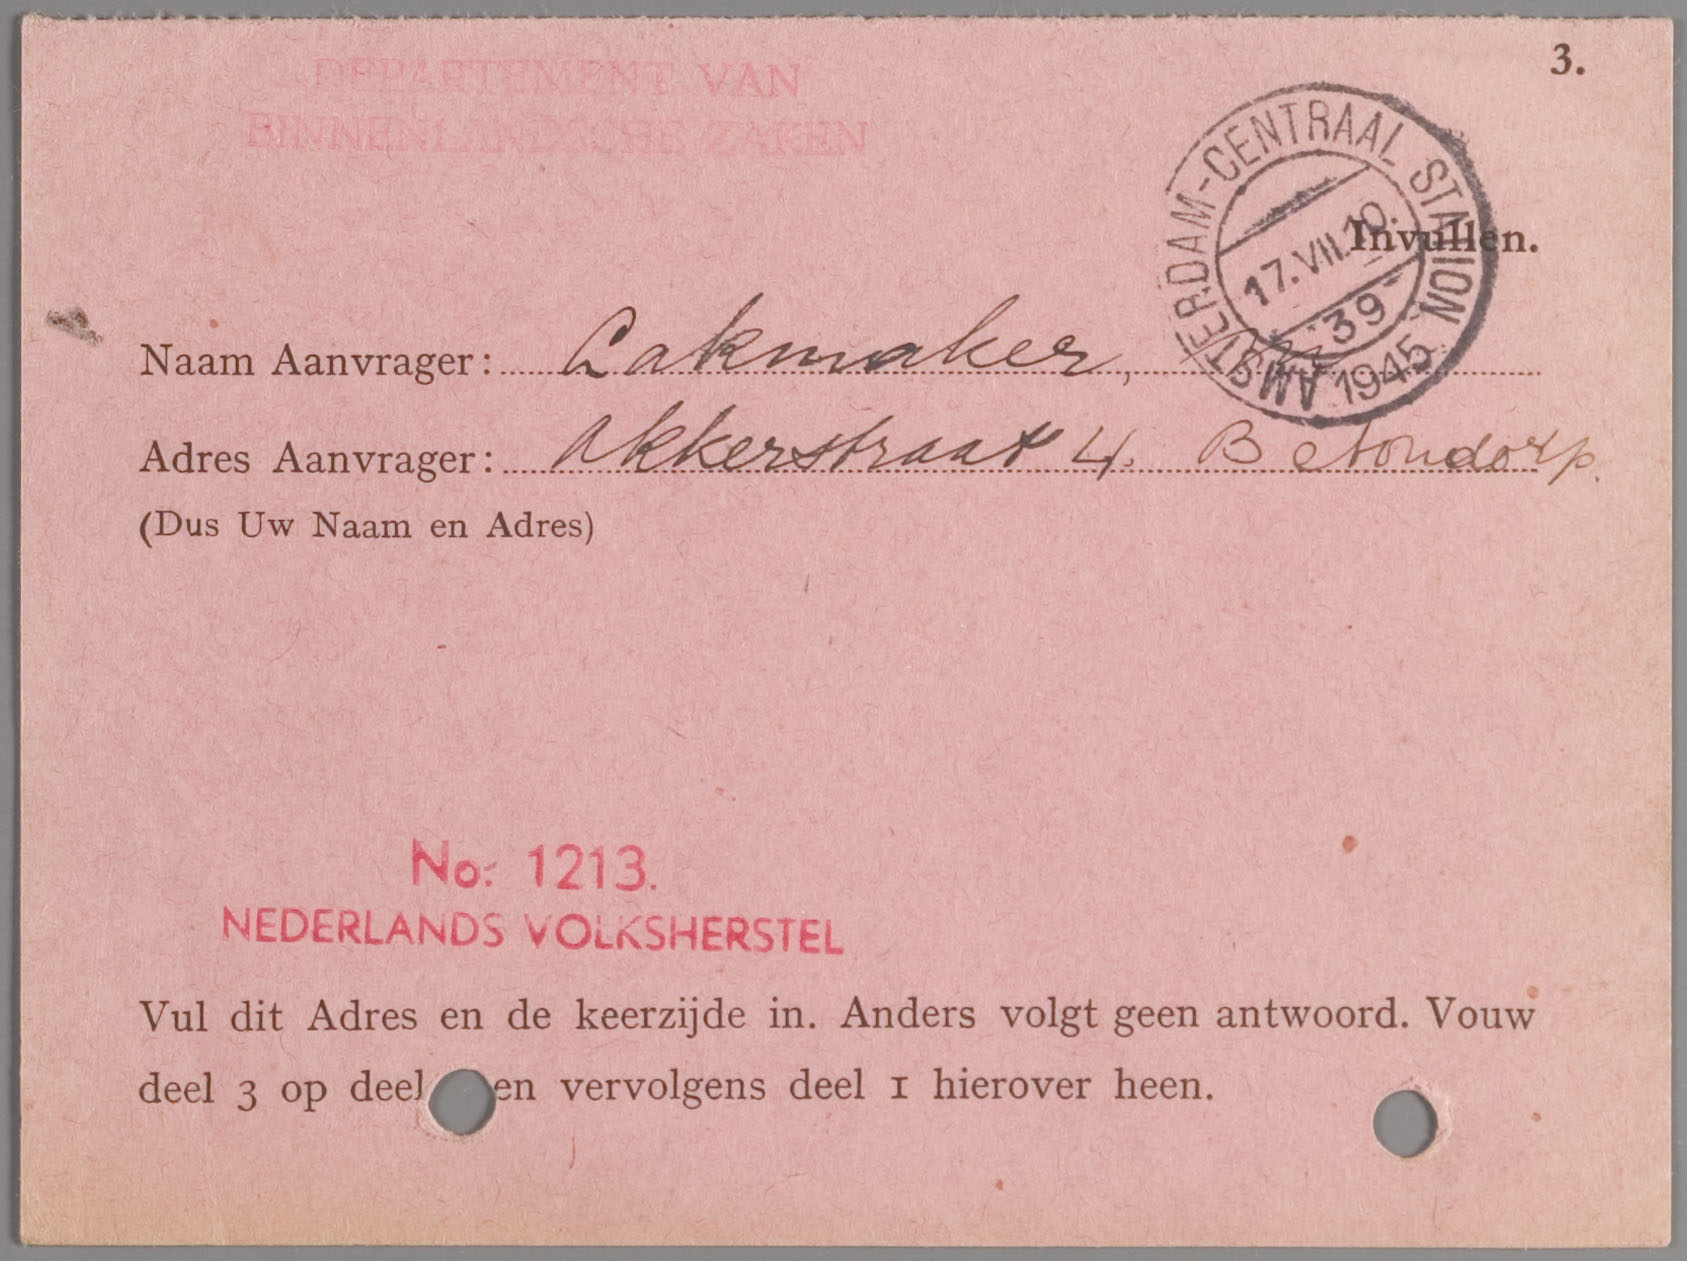 3.
DEPARTEMENT VAN
BINNENLANDSCHE ZAKEN
AMSTERDAM-CENTRAAL STATION
17.VII.10.
39
1945
Invullen.
Naam Aanvrager: Lakmaker,
Adres Aanvrager: Akkerstraat 4. Betondorp.
(Dus Uw Naam en Adres)
No: 1213.
NEDERLANDS VOLKSHERSTEL
Vul dit Adres en de keerzijde in. Anders volgt geen antwoord. Vouw
deel 3 op deel en vervolgens deel 1 hierover heen.